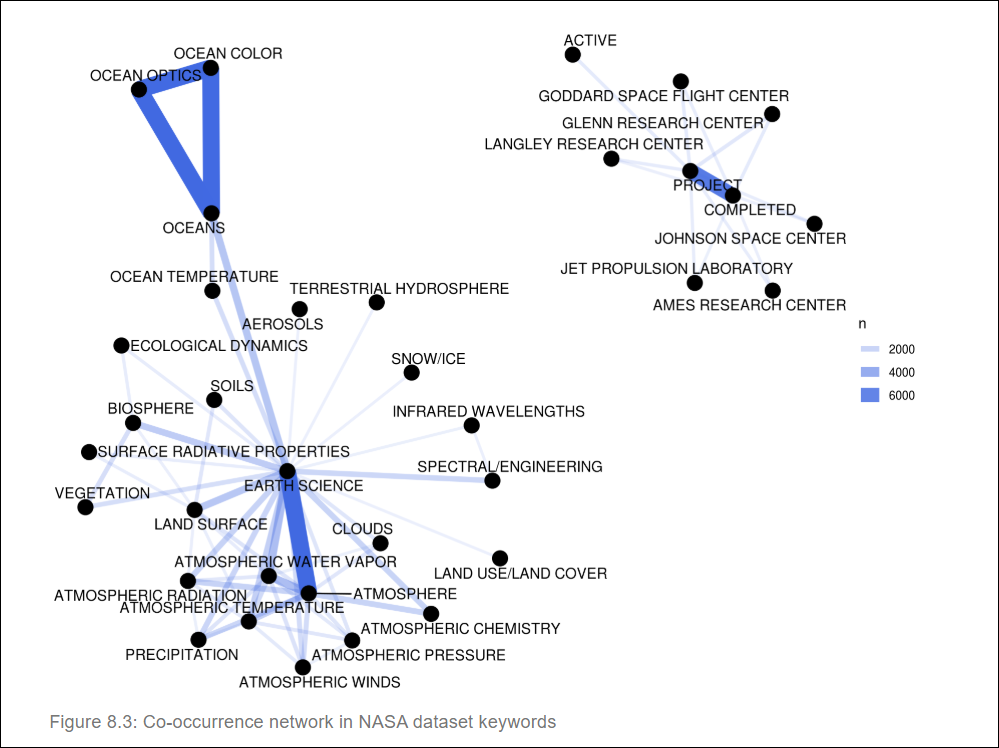 ACTIVE
OCEAN COLOR
OCEAN OPTICS
GODDARD SPACE FLIGHT CENTER
GLENN RESEARCH CENTER
LANGLEY RESEARCH CENTER
PROJECT
COMPLETED
OCEANS
JOHNSON SPACE CENTER
JET PROPULSION LABORATORY
OCEAN TEMPERATURE
TERRESTRIAL HYDROSPHERE
AMES RESEARCH CENTER
AEROSOLS
n
ECOLOGICAL DYNAMICS
2000
SNOW/ICE
4000
SOILS
6000
BIOSPHERE
INFRARED WAVELENGTHS
SURFACE RADIATIVE PROPERTIES
SPECTRAL/ENGINEERING
EARTH SCIENCE
VEGETATION
LAND SURFACE
CLOUDS
ATMOSPHERIC WATER VAPOR
LAND USE/LAND COVER
ATMOSPHERIC RADIATION
ATMOSPHERE
ATMOSPHERIC TEMPERATURE
ATMOSPHERIC CHEMISTRY
PRECIPITATION
ATMOSPHERIC PRESSURE
ATMOSPHERIC WINDS
Figure 8.3: Co-occurrence network in NASA dataset keywords